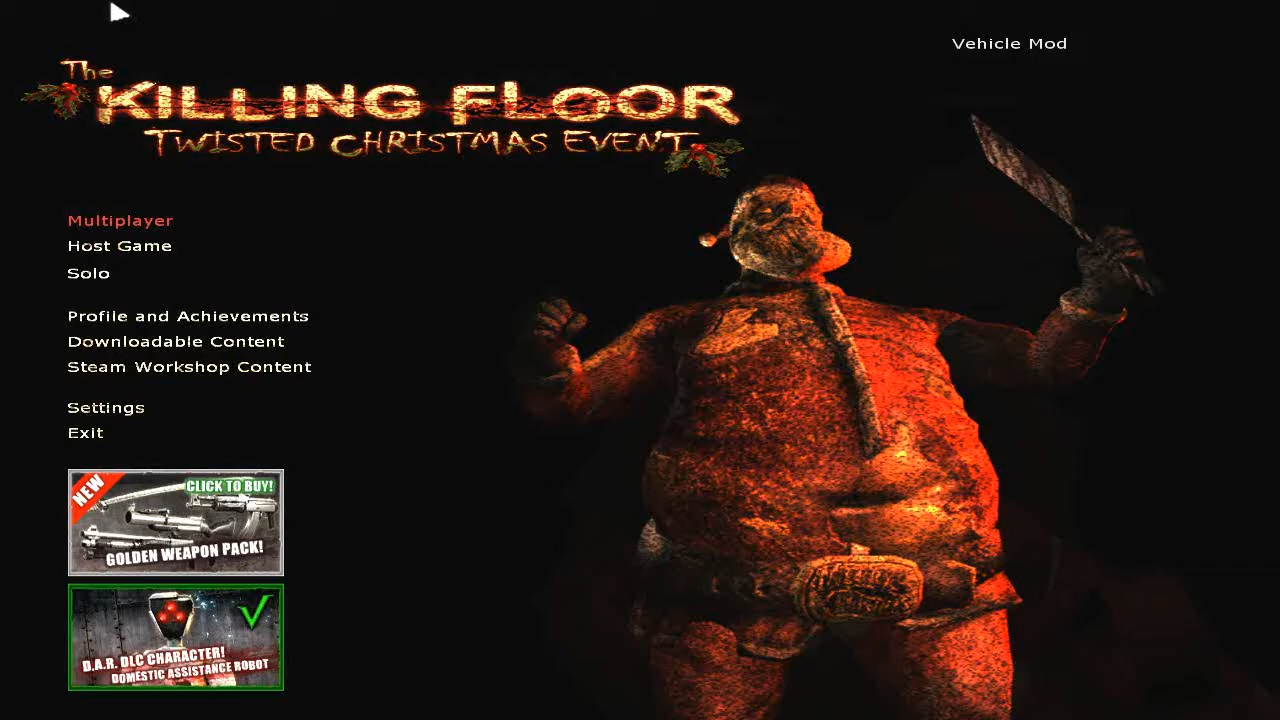 Vehicle Mod
The
KILLING FLOOR
TWISTED CHRISTMAS EVENT
Multiplayer
Host Game
Solo
Profile and Achievements
Downloadable Content
Steam Workshop Content
Settings
Exit
NEW
CLICK TO BUY!
GOLDEN WEAPON PACK!
D.A.R. DLC CHARACTER!
DOMESTIC ASSISTANCE ROBOT